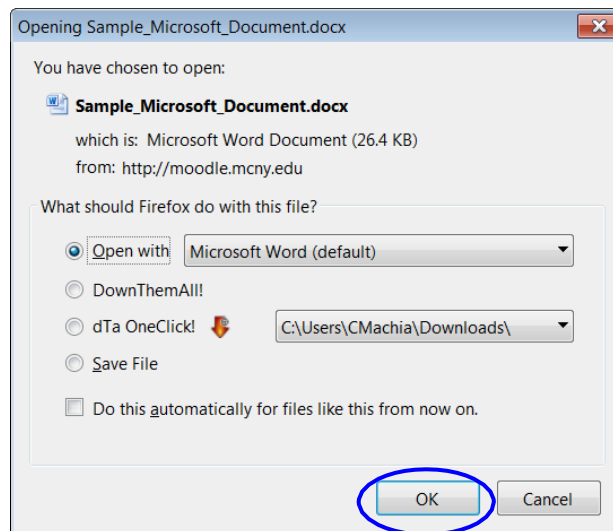 Opening Sample_Microsoft_Document.docx
You have chosen to open:
Sample_Microsoft_Document.docx
which is: Microsoft Word Document (26.4 KB)
from: http://moodle.mcny.edu
What should Firefox do with this file?
Open with Microsoft Word (default)
DownThemAll!
dTa OneClick! C:\Users\CMachia\Downloads\
Save File
Do this automatically for files like this from now on.
OK Cancel